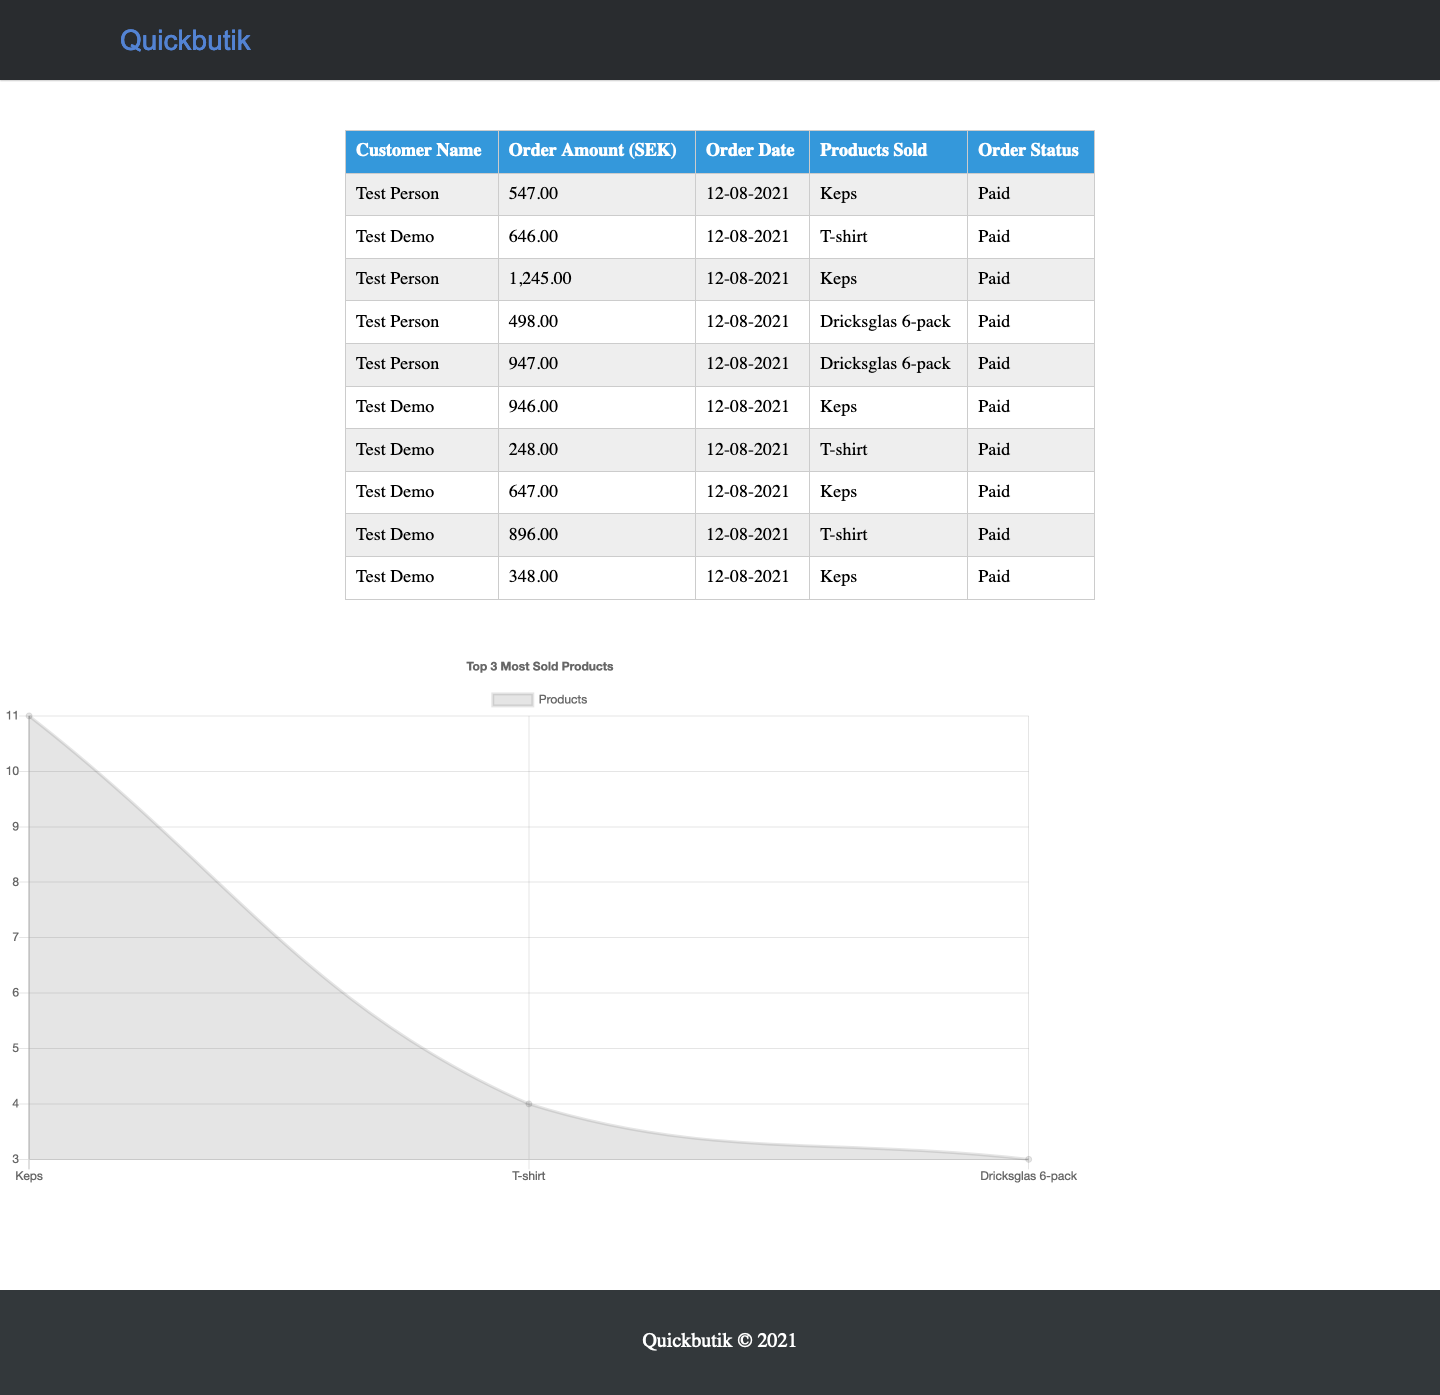 Quickbutik
Customer Name Order Amount (SEK) Order Date Products Sold Order Status
Test Person 547.00 12-08-2021 Keps Paid
Test Demo 646.00 12-08-2021 T-shirt Paid
Test Person 1,245.00 12-08-2021 Keps Paid
Test Person 498.00 12-08-2021 Dricksglas 6-pack Paid
Test Person 947.00 12-08-2021 Dricksglas 6-pack Paid
Test Demo 946.00 12-08-2021 Keps Paid
Test Demo 248.00 12-08-2021 T-shirt Paid
Test Demo 647.00 12-08-2021 Keps Paid
Test Demo 896.00 12-08-2021 T-shirt Paid
Test Demo 348.00 12-08-2021 Keps Paid
Top 3 Most Sold Products
Products
11
10
9
8
7
6
5
4
3
Keps T-shirt Dricksglas 6-pack
Quickbutik © 2021